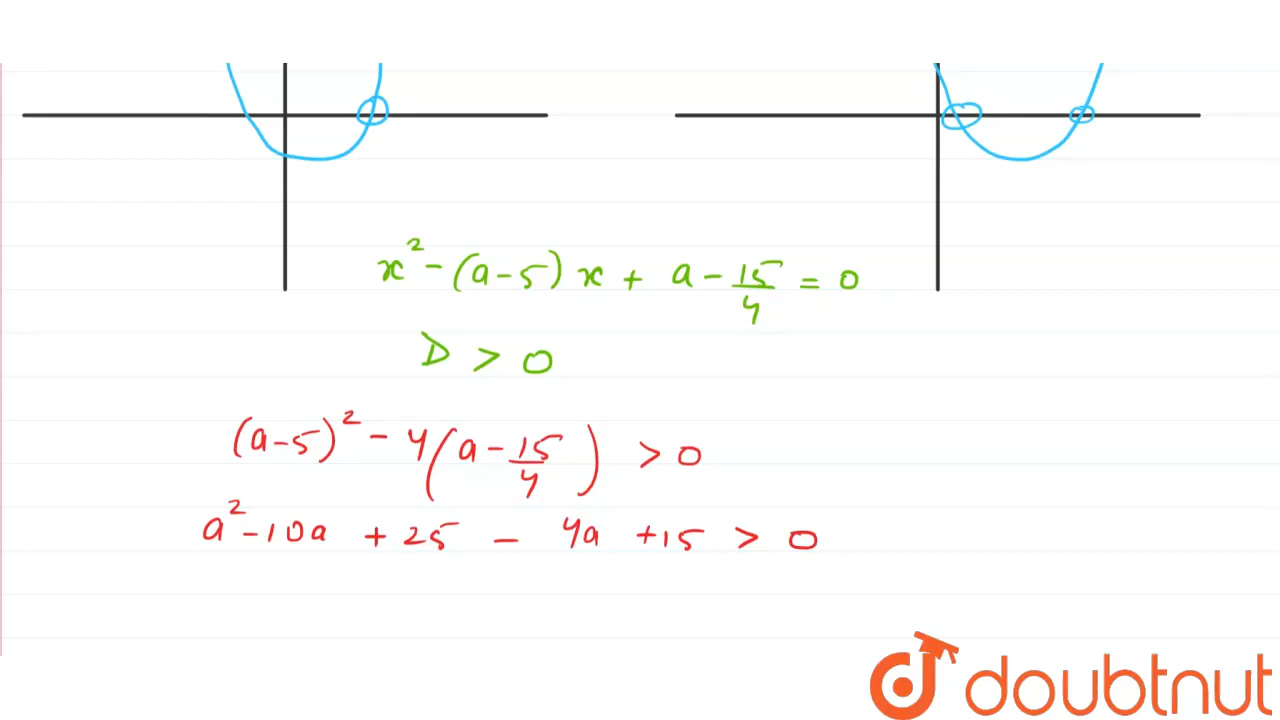 x² - (a-5) x + a - 15/4 = 0
D > 0
(a-5)² - 4(a - 15/4) > 0
a² - 10a + 25 - 4a + 15 > 0
doubtnut